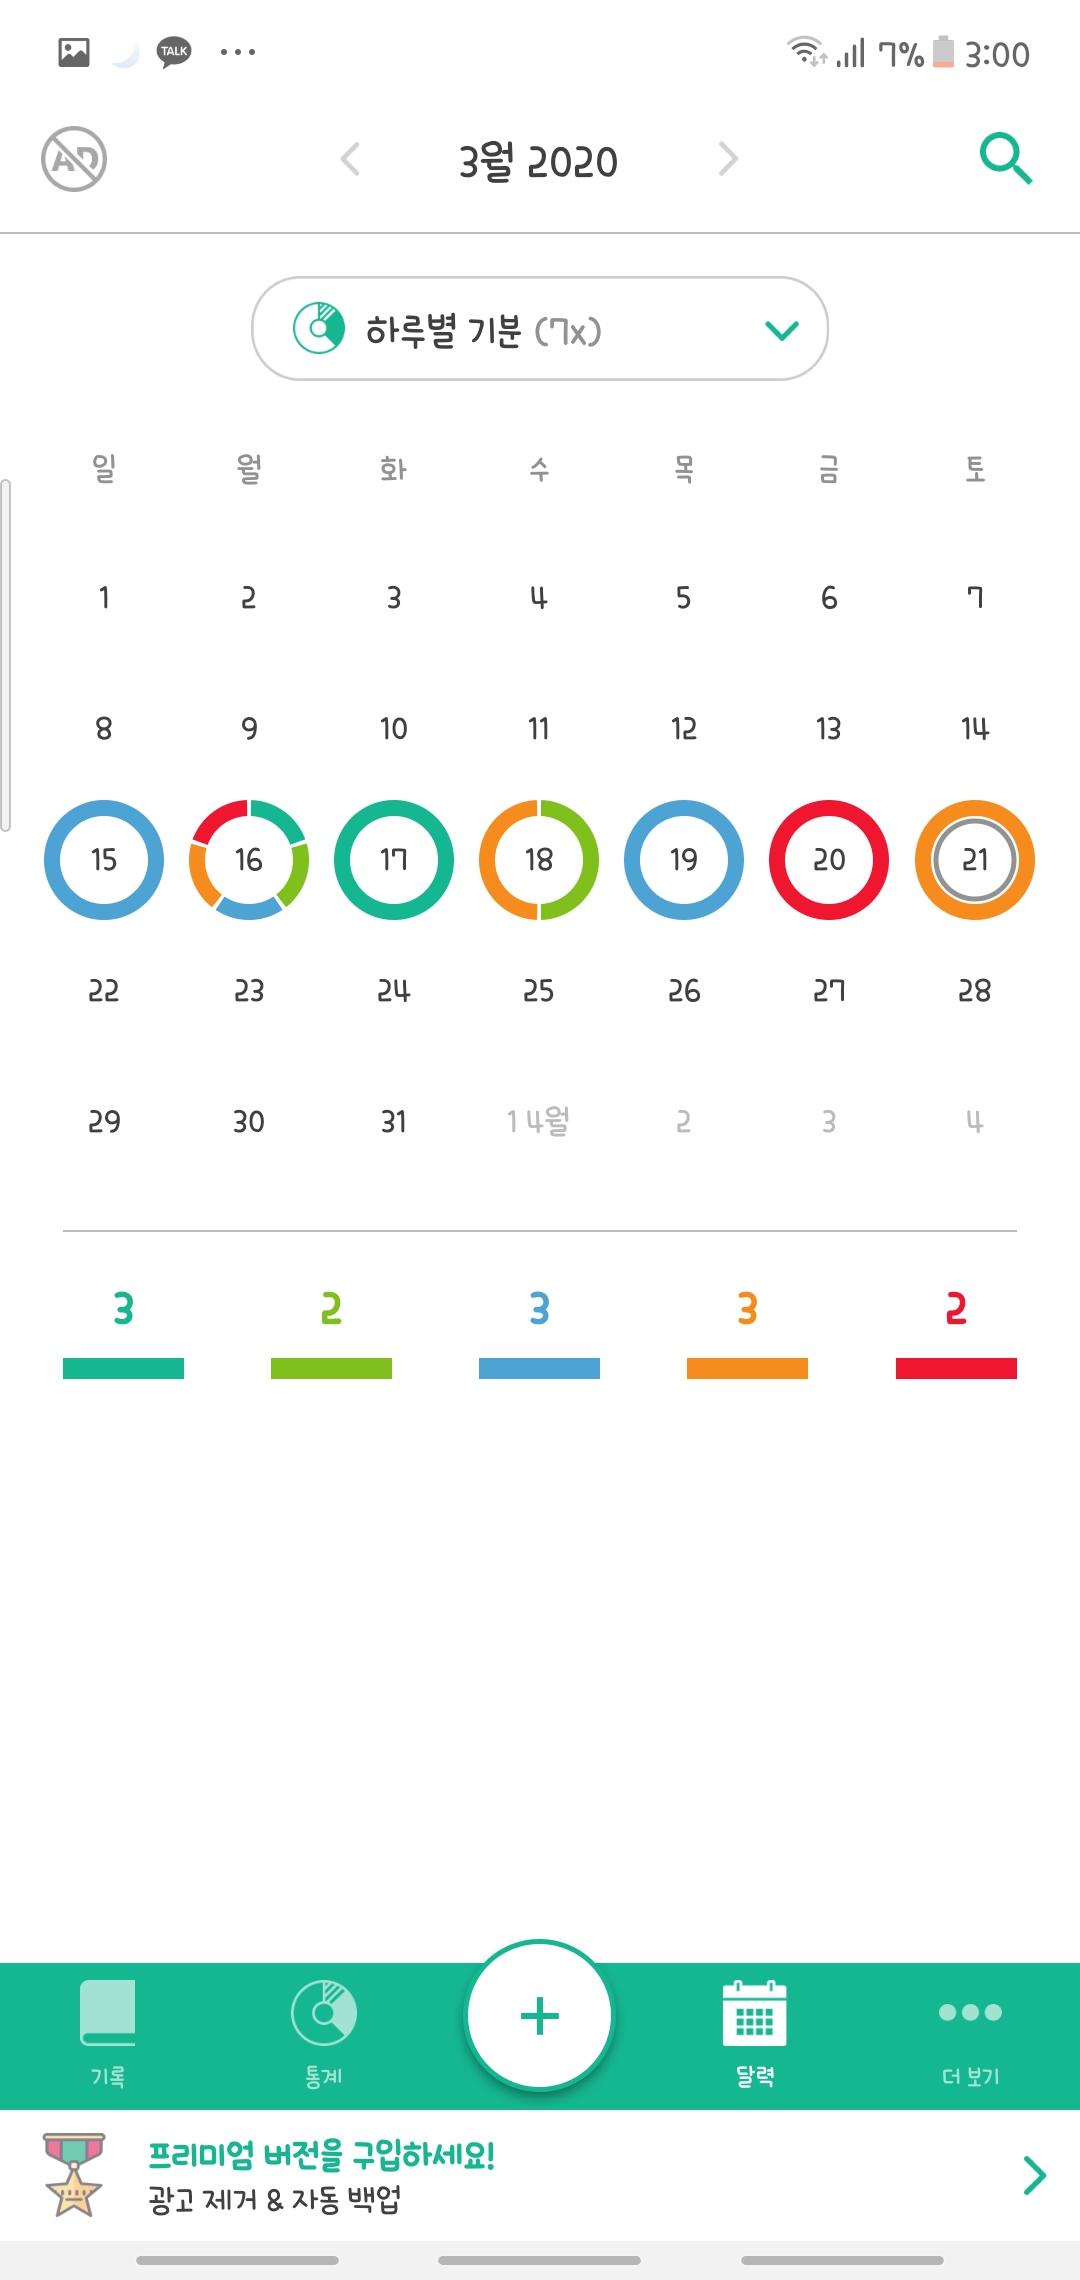 TALK
7% 3:00
AD
3월 2020
하루별 기분 (7x)
일 월 화 수 목 금 토
1 2 3 4 5 6 7
8 9 10 11 12 13 14
15 16 17 18 19 20 21
22 23 24 25 26 27 28
29 30 31 1 4월 2 3 4
3 2 3 3 2
+
기록 통계 달력 더 보기
프리미엄 버전을 구입하세요!
광고 제거 & 자동 백업